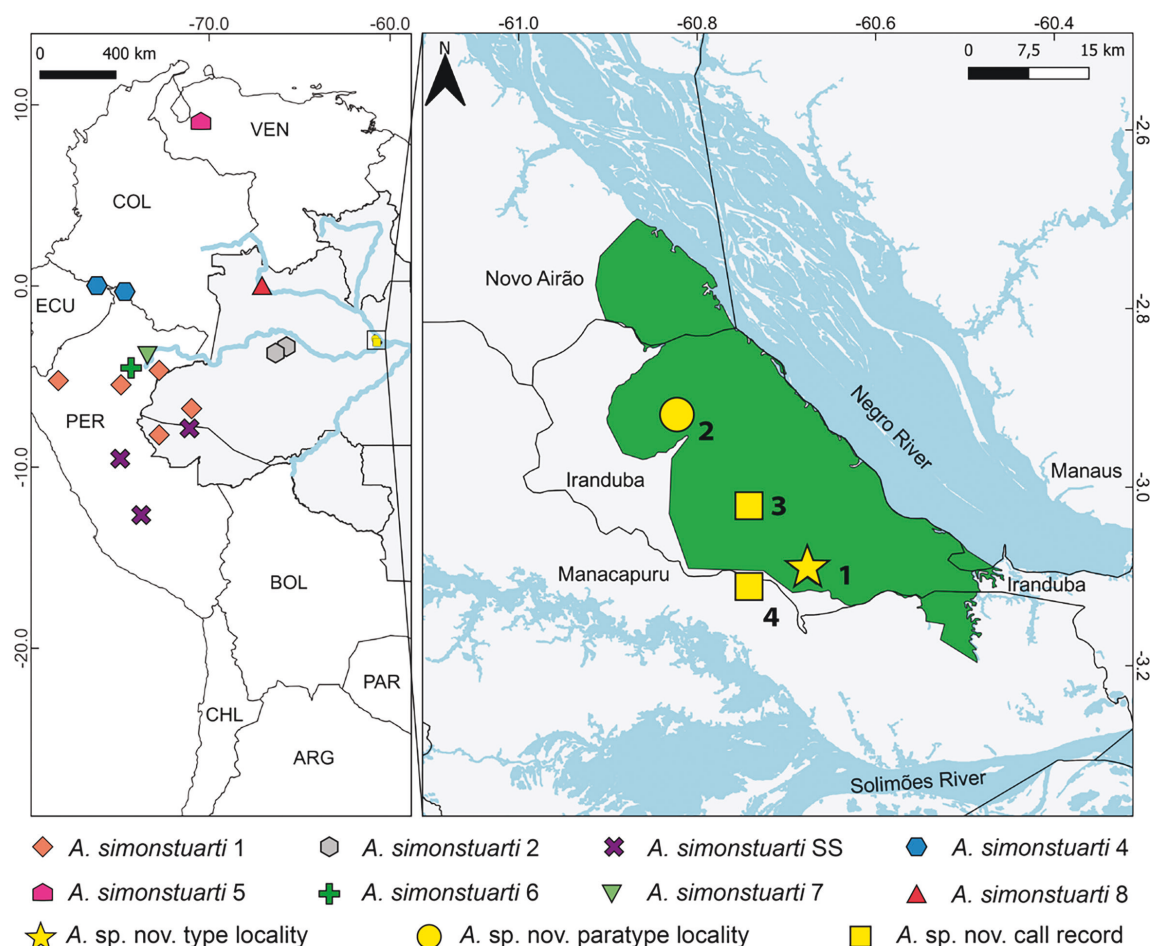 -70.0 -60.0
0 400 km
10.0
0.0
-10.0
-20.0
VEN
COL
ECU
PER
BOL
PAR
CHL
ARG
-61.0 -60.8 -60.6 -60.4
N
0 7,5 15 km
-2.6
-2.8
-3.0
-3.2
Novo Airão
Negro River
Manaus
2
Iranduba
3
Manacapuru
1
Iranduba
4
Solimões River
A. simonstuarti 1 A. simonstuarti 2 A. simonstuarti SS A. simonstuarti 4
A. simonstuarti 5 A. simonstuarti 6 A. simonstuarti 7 A. simonstuarti 8
A. sp. nov. type locality A. sp. nov. paratype locality A. sp. nov. call record